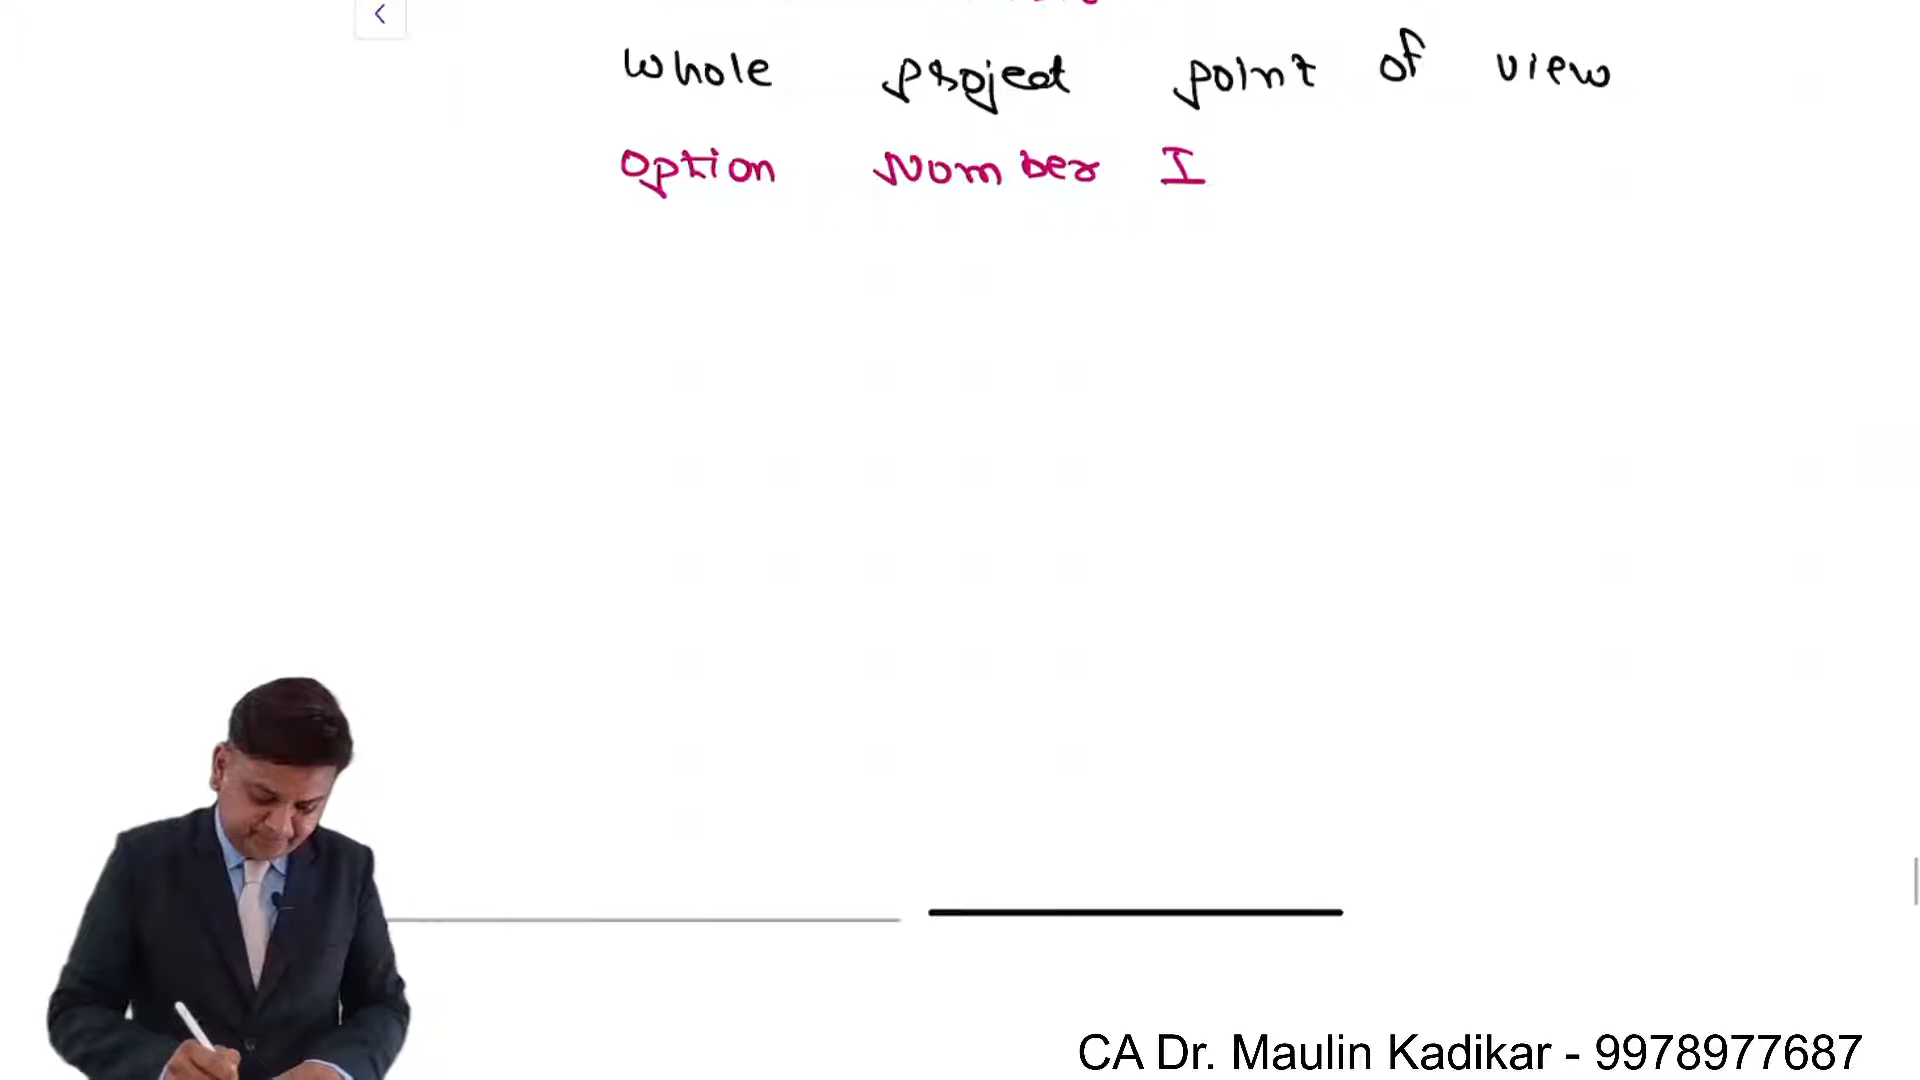 whole project point of view
option Number I
CA Dr. Maulin Kadikar - 9978977687